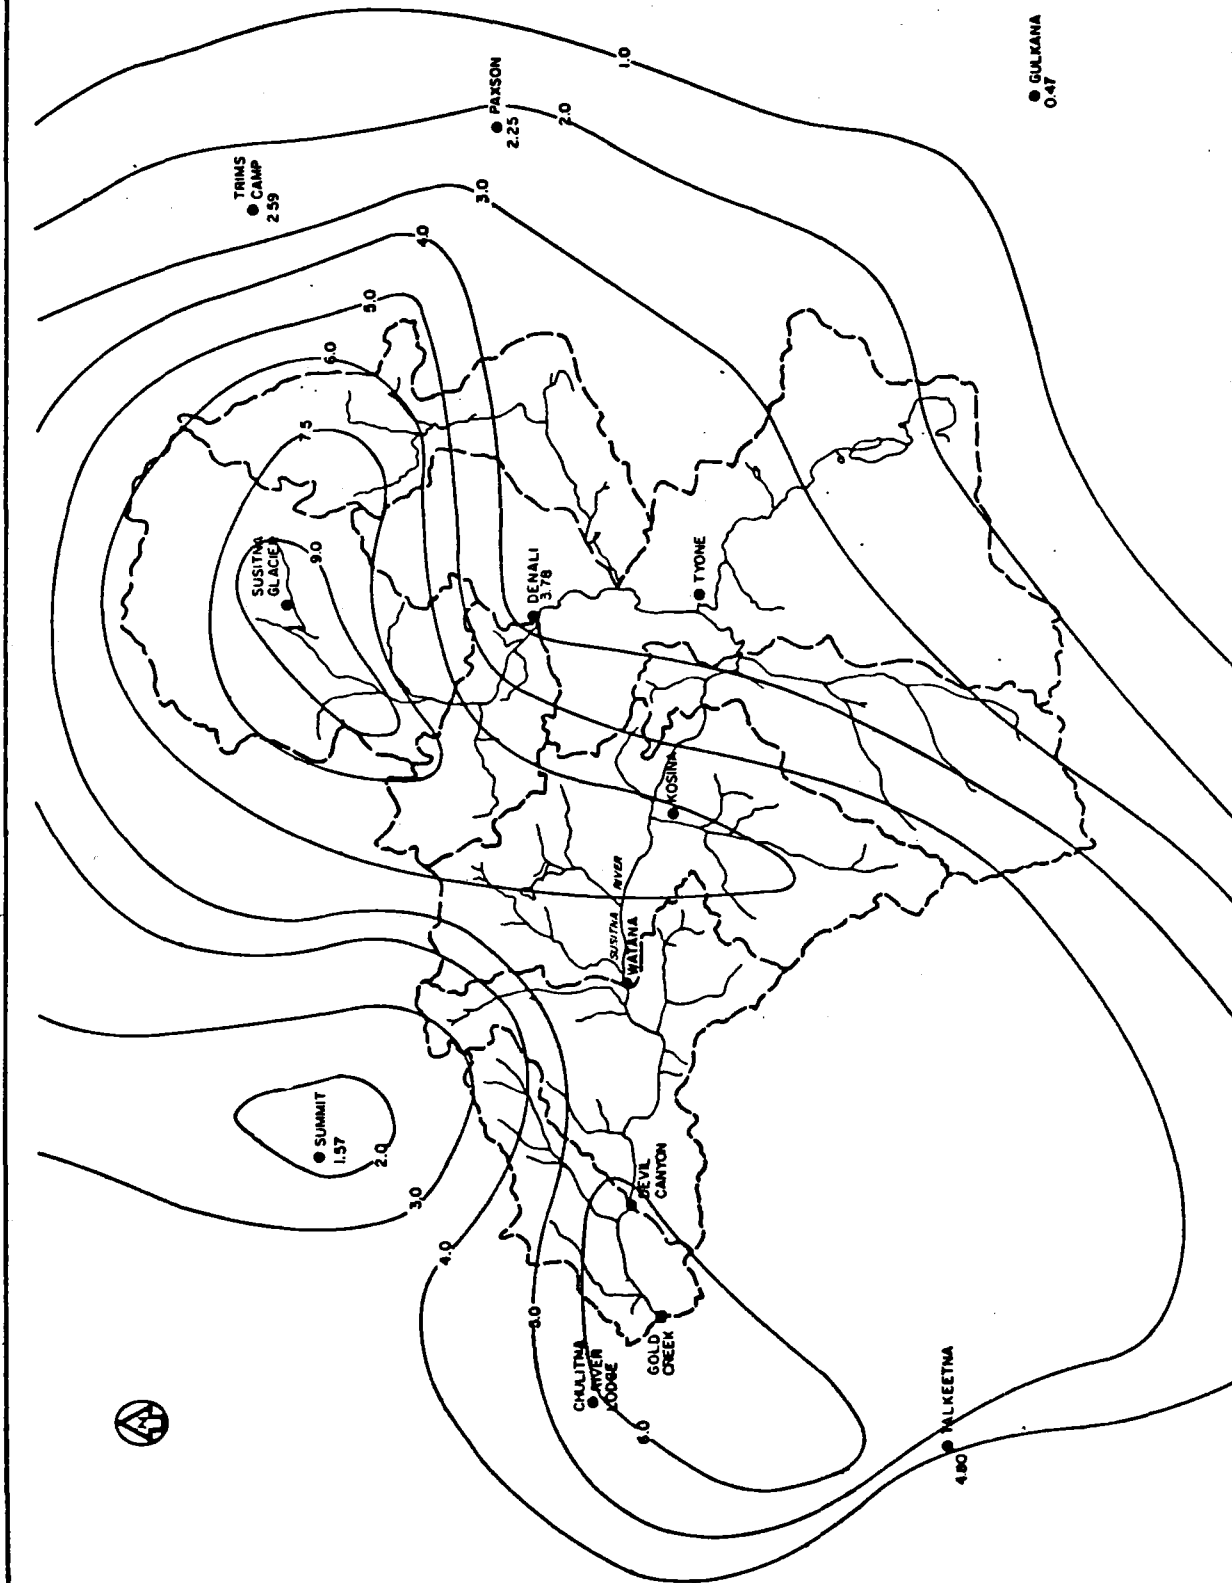 1.0
GULKANA
0.47
PAXSON
2.25
2.0
TRIMS
CAMP
2.59
3.0
4.0
5.0
6.0
7.5
9.0
SUSITNA
GLACIER
DENALI
3.78
TYONE
KOSINA
SUSITNA RIVER
WATANA
SUMMIT
1.57
2.0
3.0
4.0
5.0
6.0
DEVIL
CANYON
GOLD
CREEK
CHULITNA
RIVER
LODGE
TALKEETNA
4.80
N